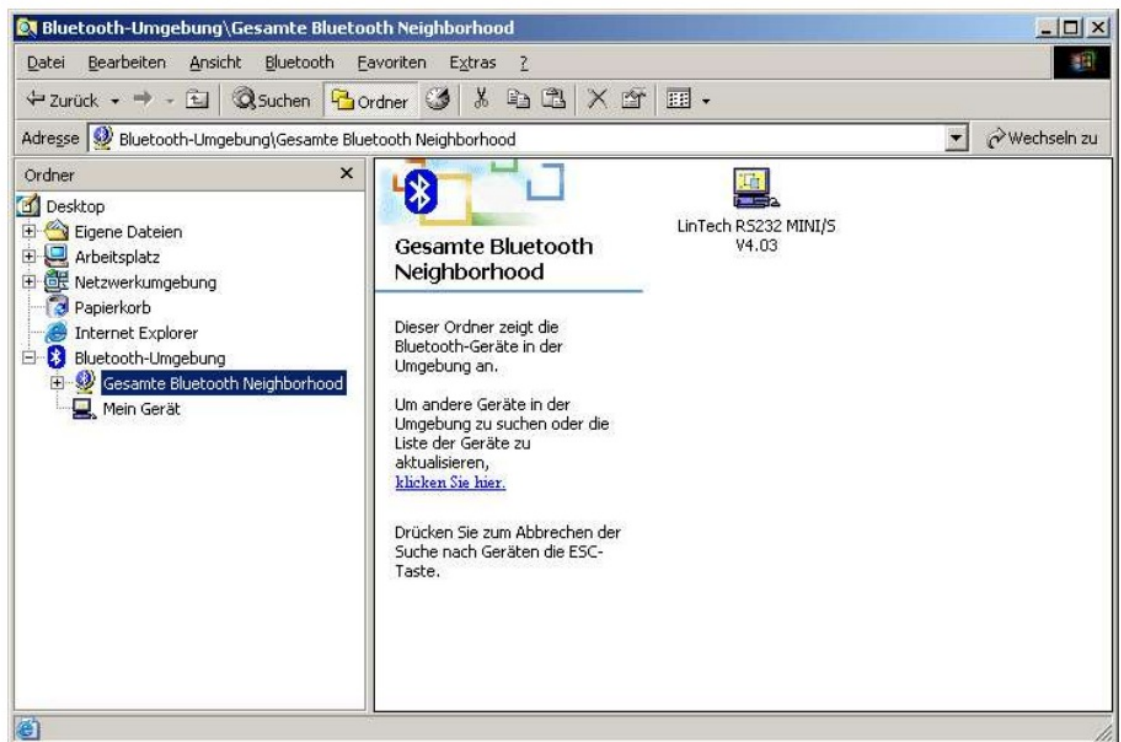 Bluetooth-Umgebung\Gesamte Bluetooth Neighborhood
Datei Bearbeiten Ansicht Bluetooth Favoriten Extras ?
Zurück Suchen Ordner
Adresse Bluetooth-Umgebung\Gesamte Bluetooth Neighborhood Wechseln zu
Ordner
Desktop
Eigene Dateien
Arbeitsplatz
Netzwerkumgebung
Papierkorb
Internet Explorer
Bluetooth-Umgebung
Gesamte Bluetooth Neighborhood
Mein Gerät
Gesamte Bluetooth
Neighborhood
Dieser Ordner zeigt die
Bluetooth-Geräte in der
Umgebung an.
Um andere Geräte in der
Umgebung zu suchen oder die
Liste der Geräte zu
aktualisieren,
klicken Sie hier.
Drücken Sie zum Abbrechen der
Suche nach Geräten die ESC-
Taste.
LinTech RS232 MINI/S
V4.03